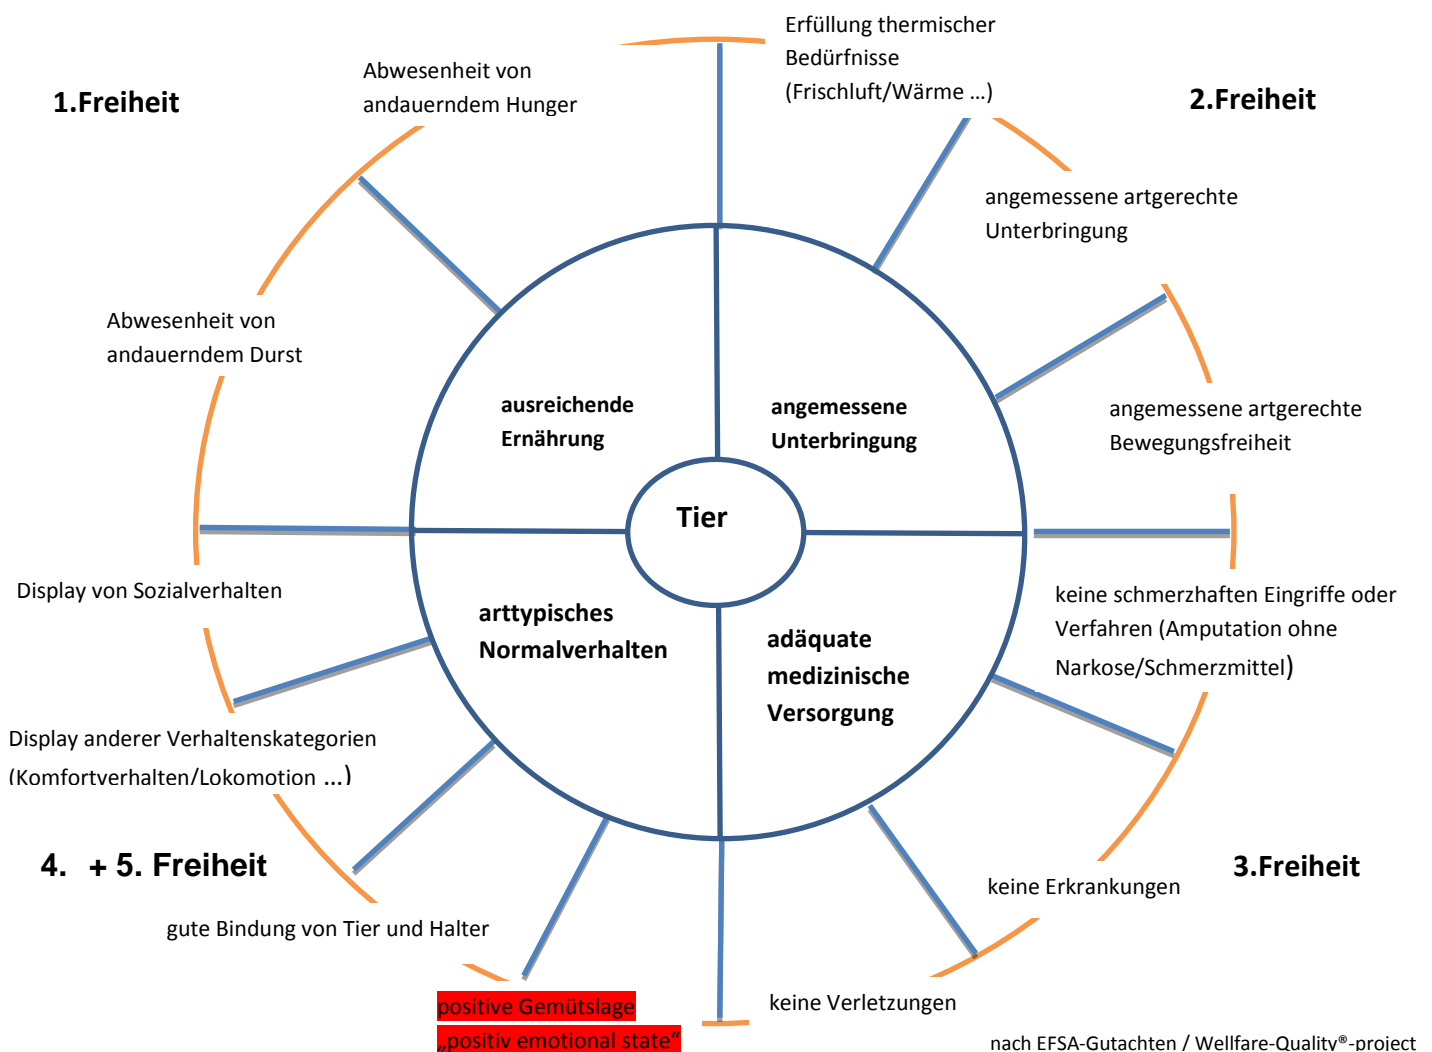 1.Freiheit
Abwesenheit von
andauerndem Hunger
Erfüllung thermischer
Bedürfnisse
(Frischluft/Wärme ...)
2.Freiheit
angemessene artgerechte
Unterbringung
Abwesenheit von
andauerndem Durst
ausreichende
Ernährung
angemessene
Unterbringung
angemessene artgerechte
Bewegungsfreiheit
Tier
Display von Sozialverhalten
arttypisches
Normalverhalten
adäquate
medizinische
Versorgung
keine schmerzhaften Eingriffe oder
Verfahren (Amputation ohne
Narkose/Schmerzmittel)
Display anderer Verhaltenskategorien
(Komfortverhalten/Lokomotion ...)
4. + 5. Freiheit
3.Freiheit
keine Erkrankungen
gute Bindung von Tier und Halter
positive Gemütslage
„positiv emotional state“
keine Verletzungen
nach EFSA-Gutachten / Wellfare-Quality®-project